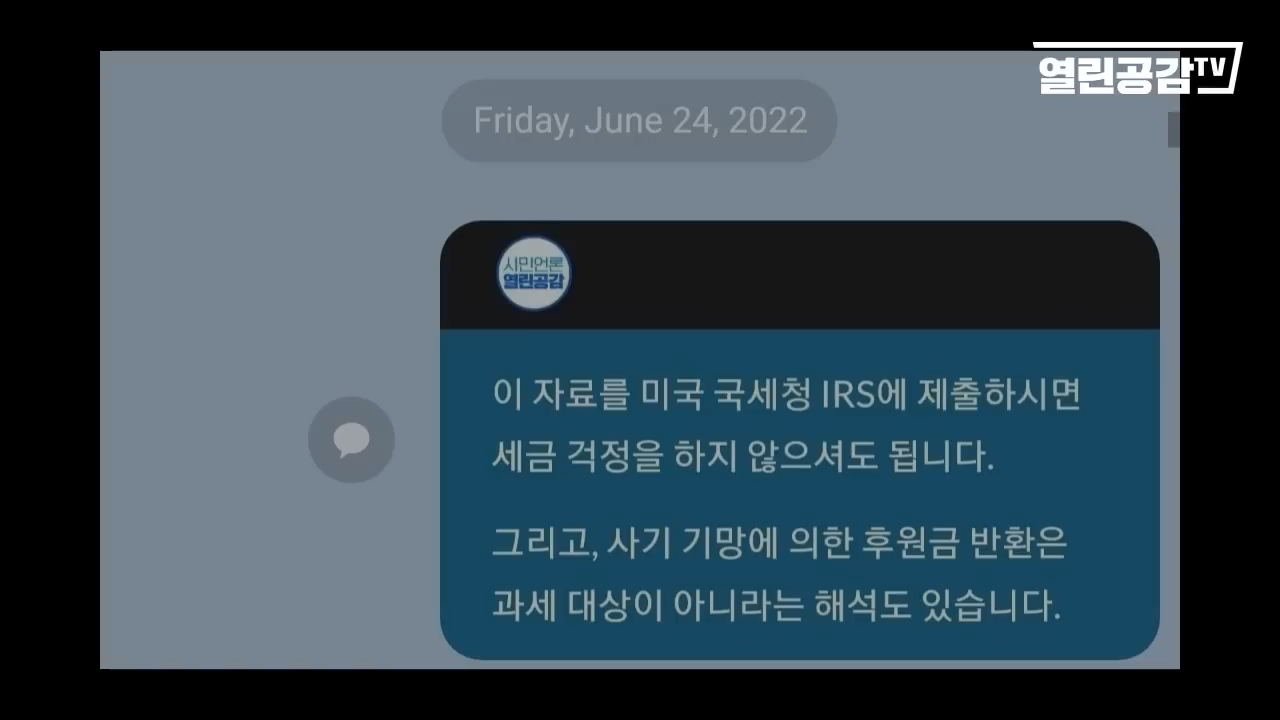 열린공감TV
Friday, June 24, 2022
시민언론
열린공감
이 자료를 미국 국세청 IRS에 제출하시면
세금 걱정을 하지 않으셔도 됩니다.
그리고, 사기 기망에 의한 후원금 반환은
과세 대상이 아니라는 해석도 있습니다.